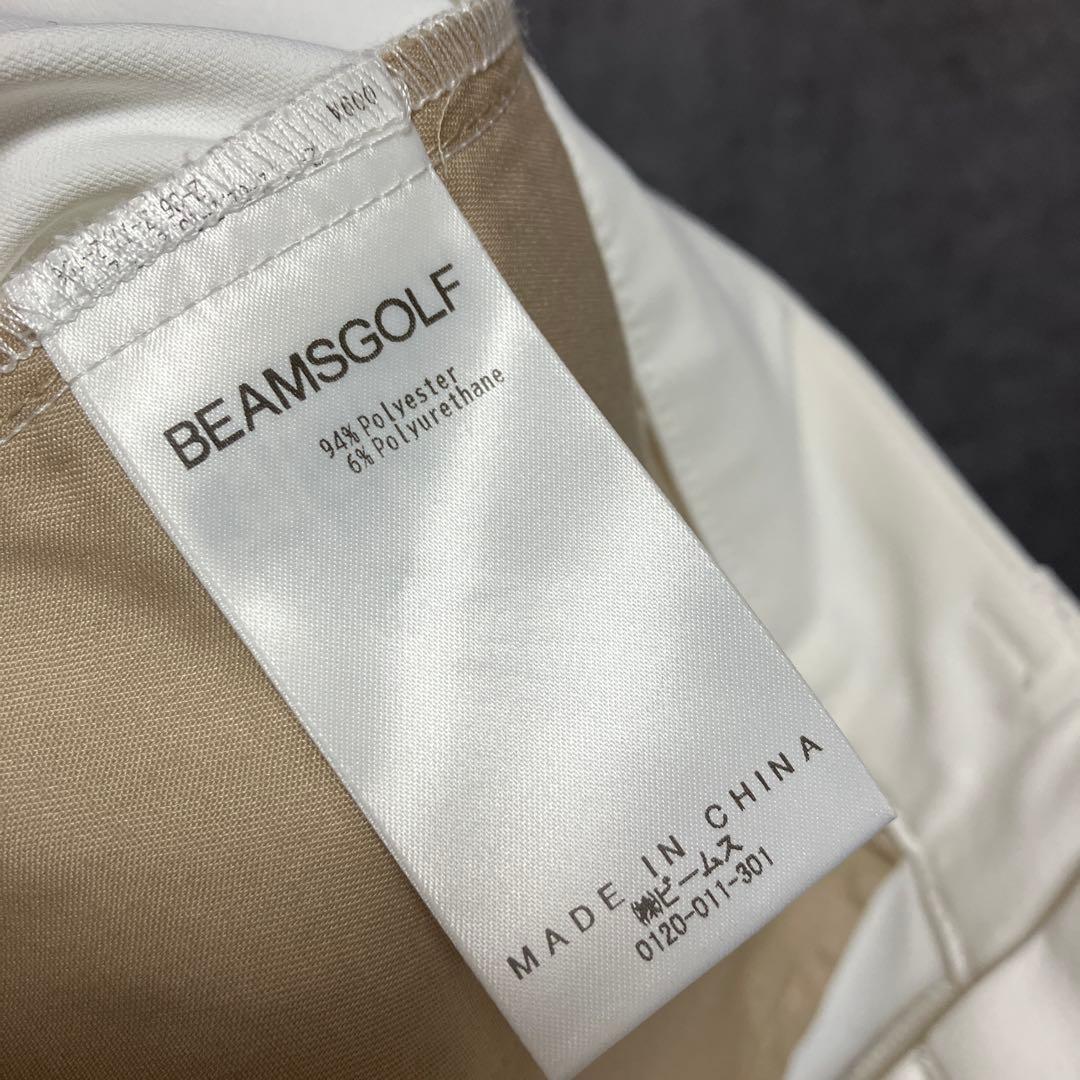 BEAMSGOLF
94% Polyester
6% Polyurethane
MADE IN CHINA
㈱ビームス
0120-011-301